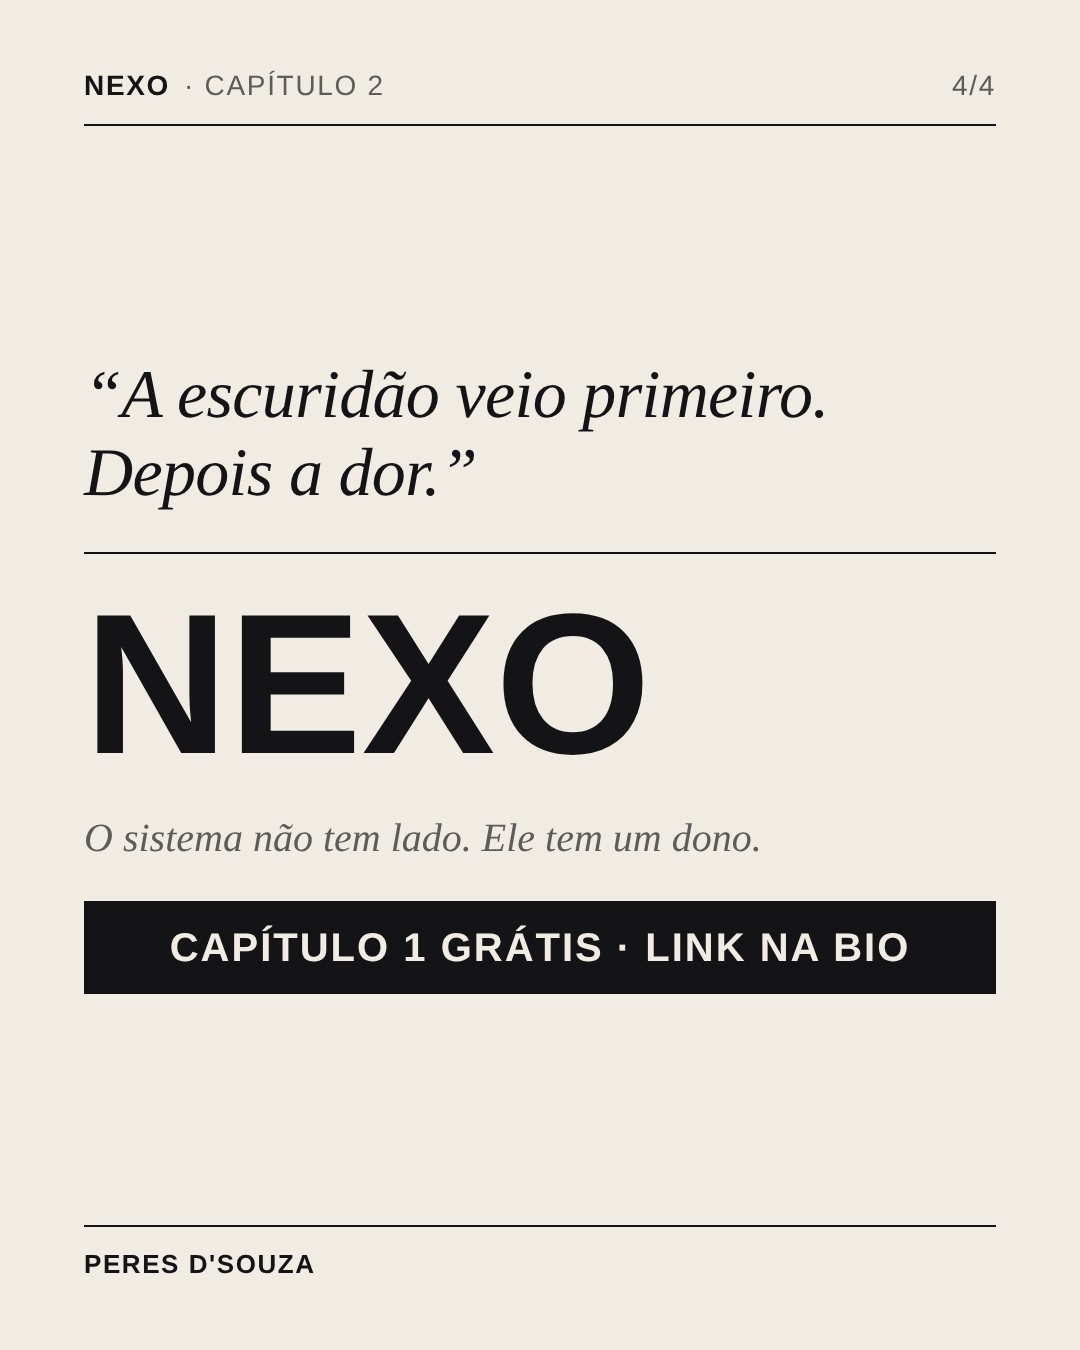 NEXO · CAPÍTULO 2 4/4
“A escuridão veio primeiro.
Depois a dor.”
NEXO
O sistema não tem lado. Ele tem um dono.
CAPÍTULO 1 GRÁTIS · LINK NA BIO
PERES D'SOUZA